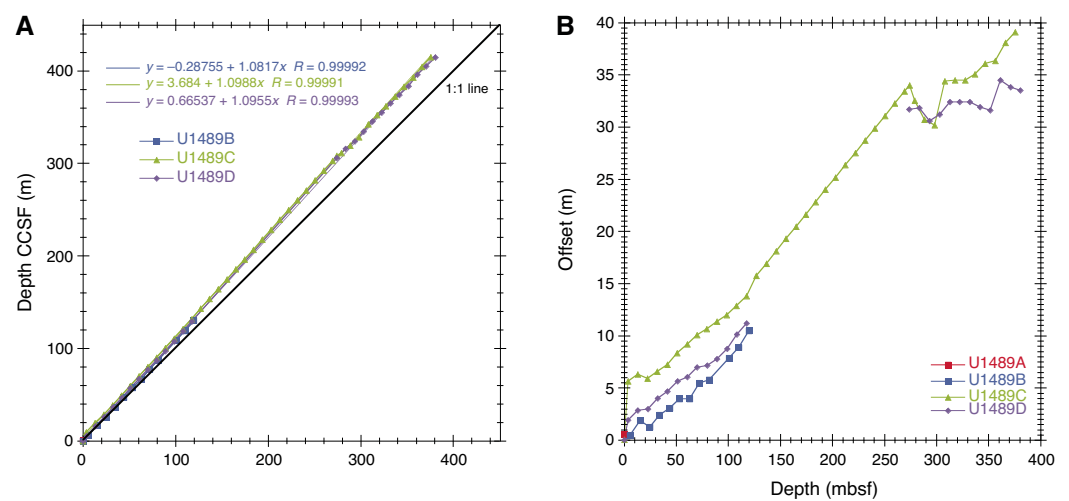 A
y = −0.28755 + 1.0817x R = 0.99992
y = 3.684 + 1.0988x R = 0.99991
y = 0.66537 + 1.0955x R = 0.99993
1:1 line
U1489B
U1489C
U1489D
Depth CCSF (m)
400
300
200
100
0
0 100 200 300 400
B
Offset (m)
40
35
30
25
20
15
10
5
0
U1489A
U1489B
U1489C
U1489D
0 50 100 150 200 250 300 350 400
Depth (mbsf)